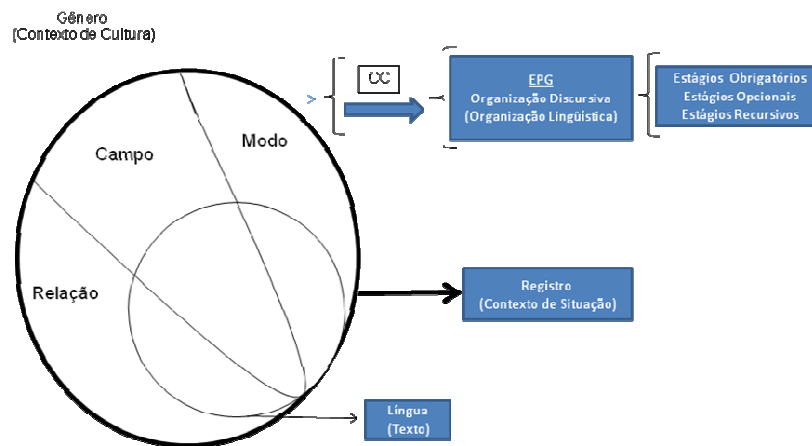 Gênero
(Contexto de Cultura)
CC
EPG
Organização Discursiva
(Organização Lingüística)
Estágios Obrigatórios
Estágios Opcionais
Estágios Recursivos
Campo
Modo
Relação
Registro
(Contexto de Situação)
Língua
(Texto)